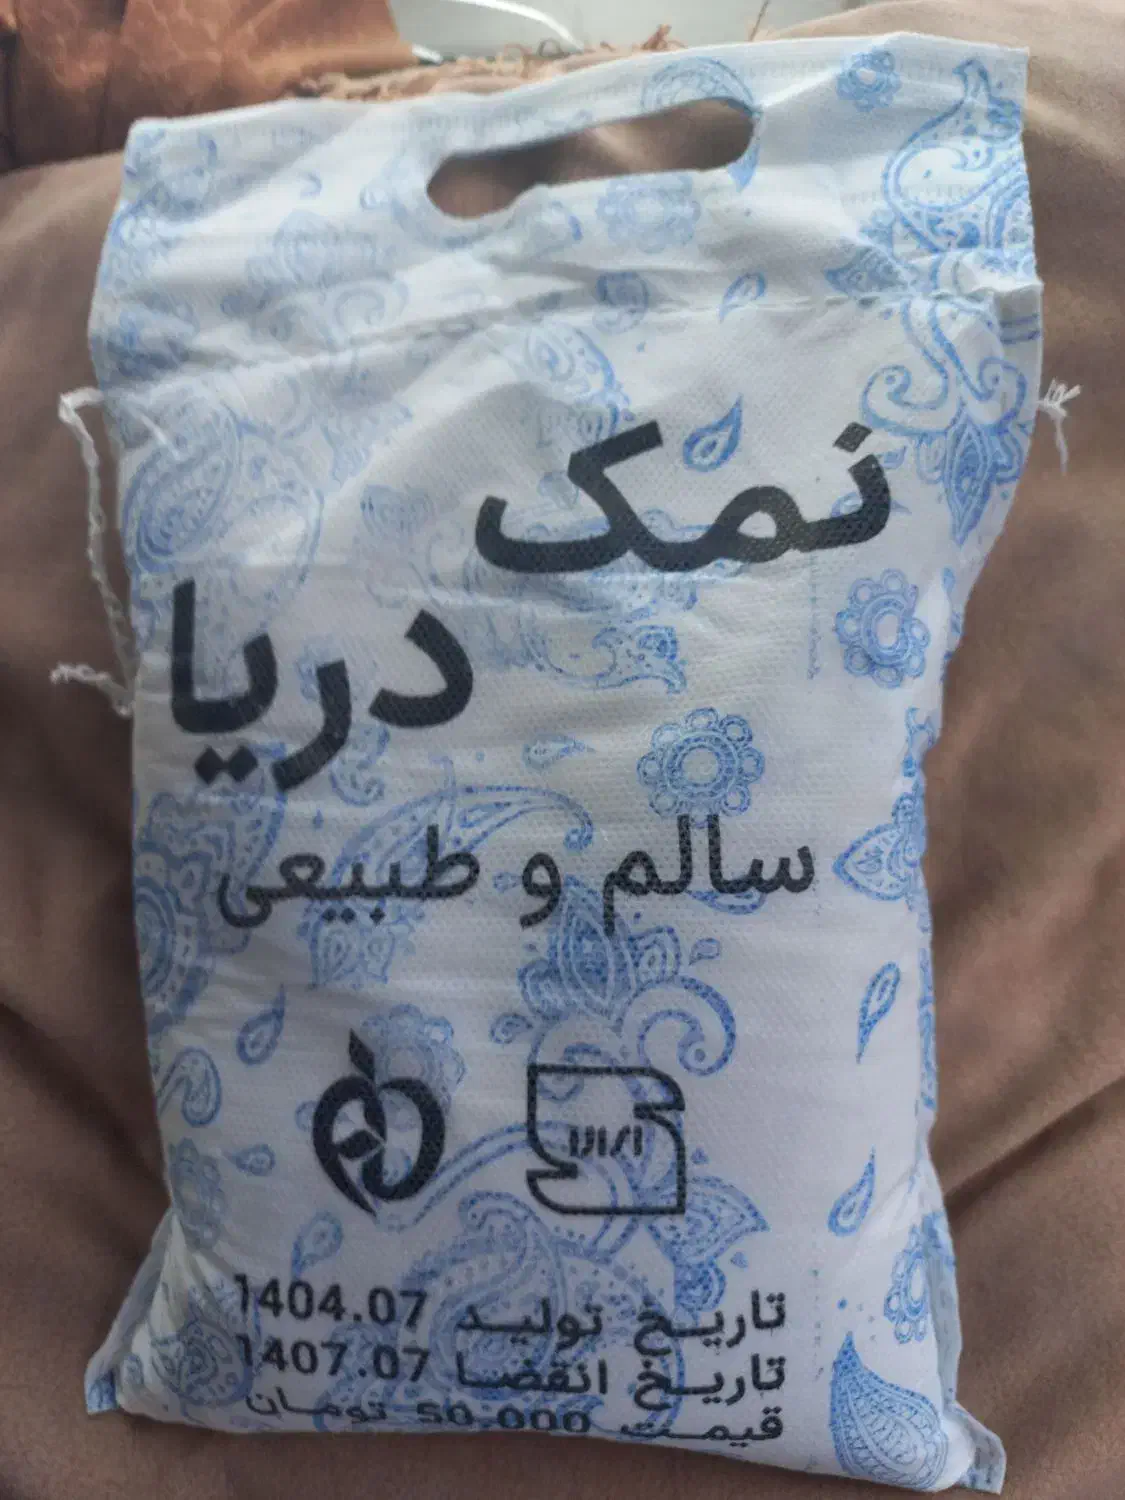 نمک
دریا
سالم و طبیعی
تاریخ تولید 1404.07
تاریخ انقضا 1407.07
قیمت 50.000 تومان